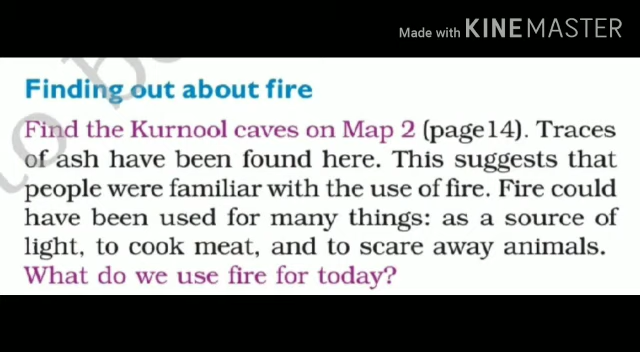 Made with KINEMASTER
Finding out about fire
Find the Kurnool caves on Map 2 (page14). Traces
of ash have been found here. This suggests that
people were familiar with the use of fire. Fire could
have been used for many things: as a source of
light, to cook meat, and to scare away animals.
What do we use fire for today?